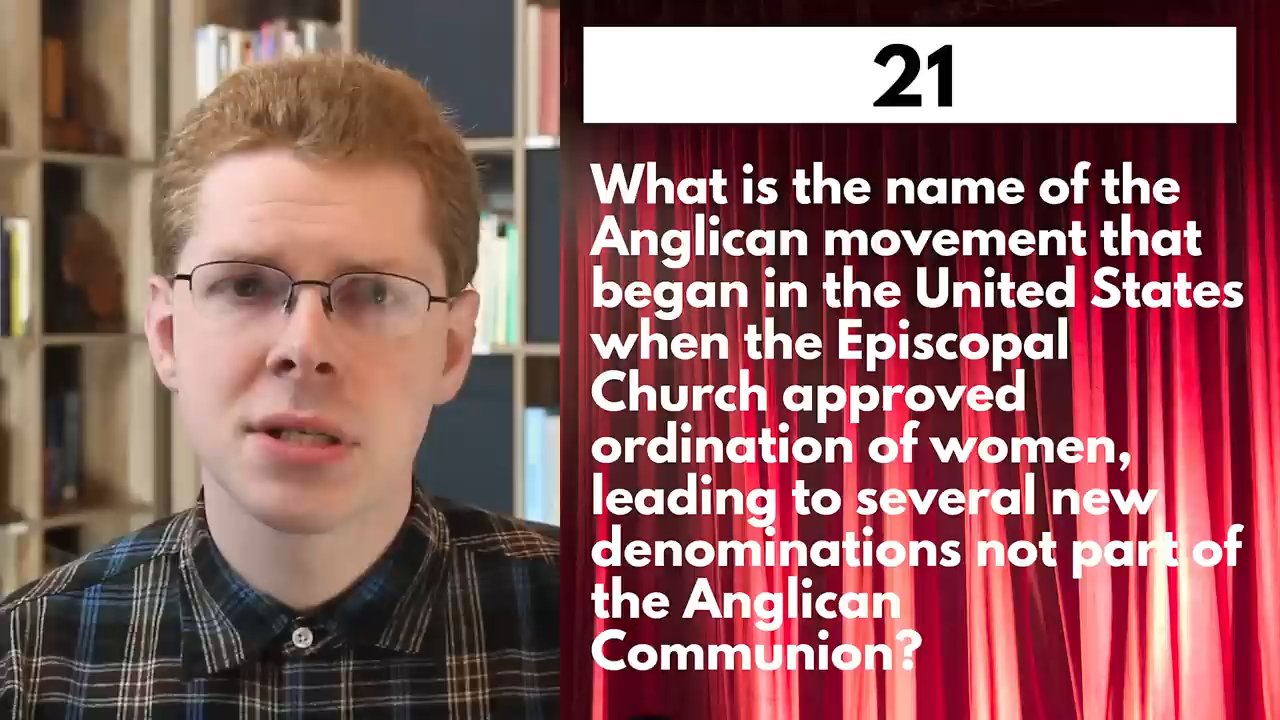 21
What is the name of the
Anglican movement that
began in the United States
when the Episcopal
Church approved
ordination of women,
leading to several new
denominations not part of
the Anglican
Communion?